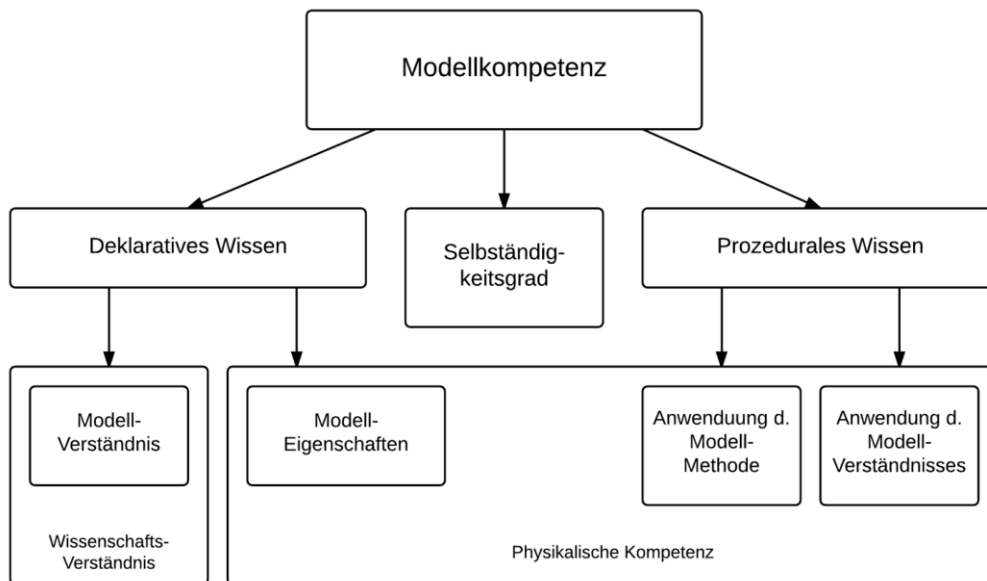 Modellkompetenz
Deklaratives Wissen
Selbständig-
keitsgrad
Prozedurales Wissen
Modell-
Verständnis
Modell-
Eigenschaften
Anwenduung d.
Modell-
Methode
Anwendung d.
Modell-
Verständnisses
Wissenschafts-
Verständnis
Physikalische Kompetenz